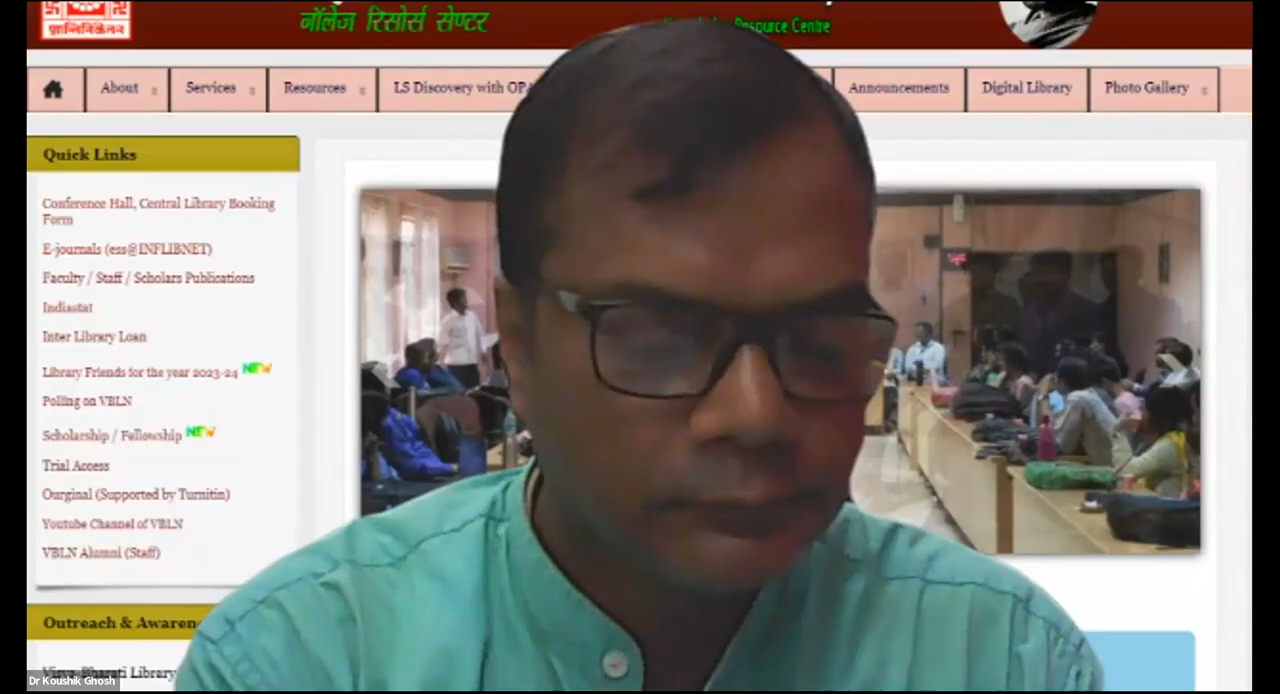 नॉलेज रिसोर्स सेण्टर
Resource Centre
About
Services
Resources
LS Discovery with
Announcements
Digital Library
Photo Gallery
Quick Links
Conference Hall, Central Library Booking
Form
E-journals (ess@INFLIBNET)
Faculty / Staff / Scholars Publications
Indiastat
Inter Library Loan
Library Friends for the year 2023-24 NEW
Polling on VBLN
Scholarship / Fellowship NEW
Trial Access
Ourginal (Supported by Turnitin)
Youtube Channel of VBLN
VBLN Alumni (Staff)
Outreach &
Visva-Bharati Library
Dr Koushik Ghosh